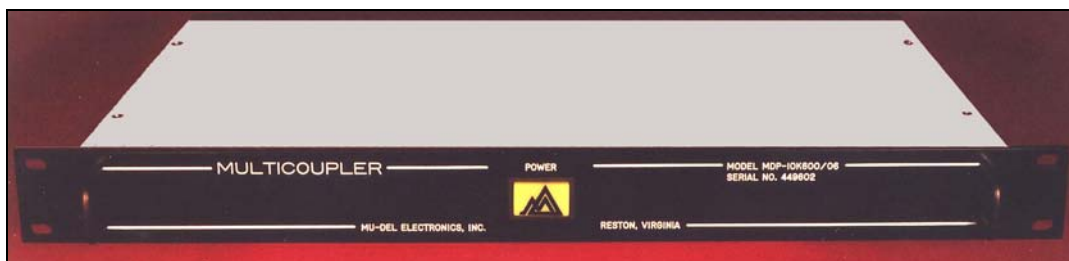 MULTICOUPLER
POWER
MODEL MDP-10K600/06
SERIAL NO. 449602
MU-DEL ELECTRONICS, INC.
RESTON, VIRGINIA